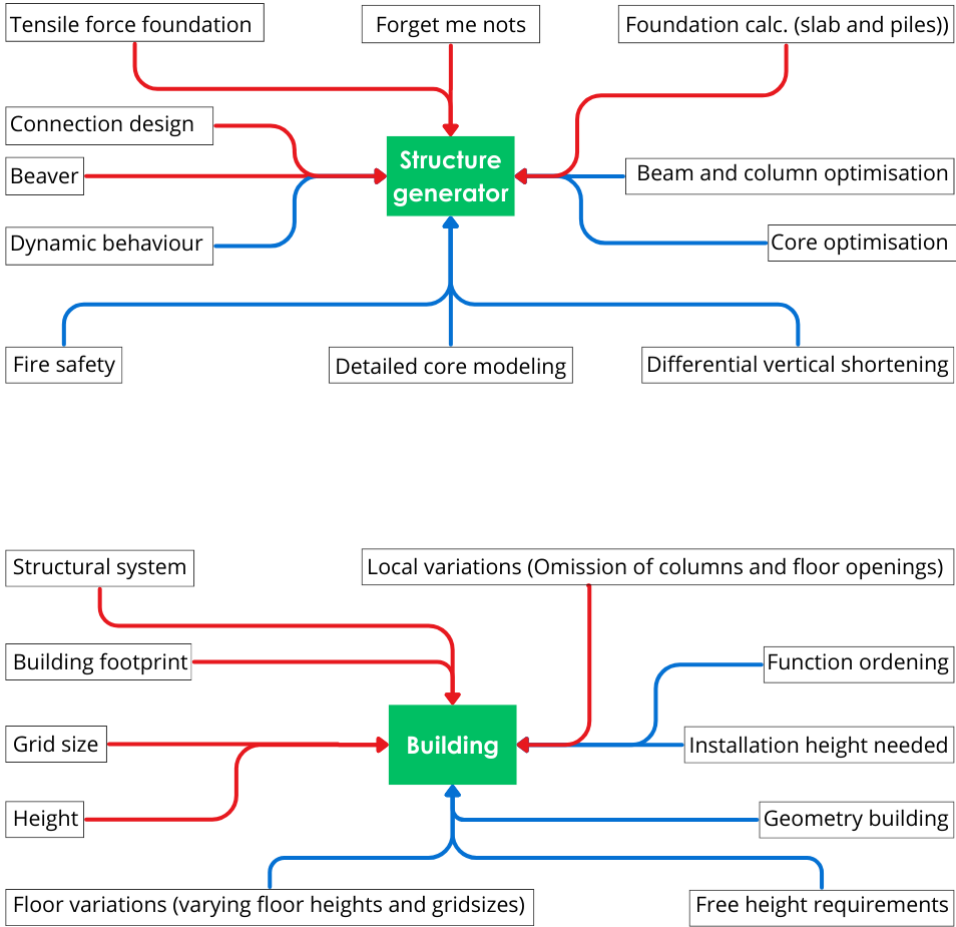 Tensile force foundation
Forget me nots
Foundation calc. (slab and piles))
Connection design
Beaver
Structure
generator
Beam and column optimisation
Dynamic behaviour
Core optimisation
Fire safety
Detailed core modeling
Differential vertical shortening
Structural system
Local variations (Omission of columns and floor openings)
Building footprint
Function ordening
Grid size
Building
Installation height needed
Height
Geometry building
Floor variations (varying floor heights and gridsizes)
Free height requirements